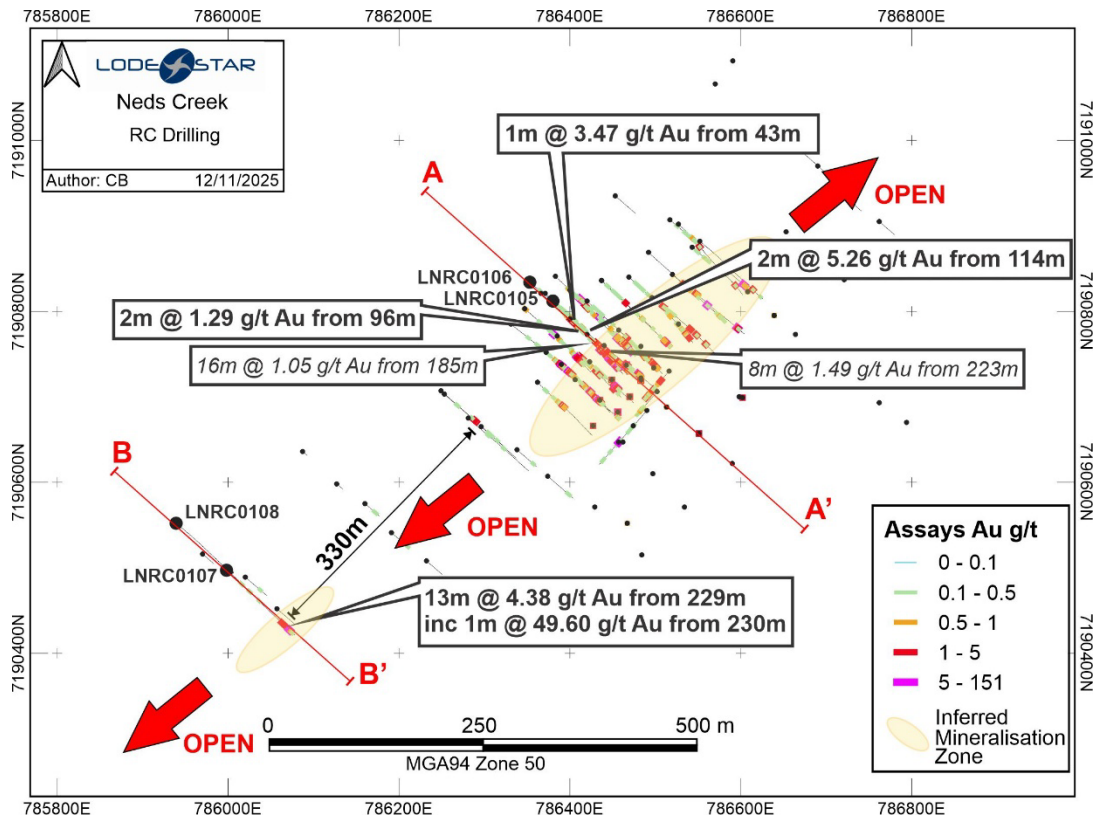 785800E
786000E
786200E
786400E
786600E
786800E
LODESTAR
Neds Creek
RC Drilling
Author: CB 12/11/2025
7191000N
7191000N
1m @ 3.47 g/t Au from 43m
A
OPEN
2m @ 5.26 g/t Au from 114m
LNRC0106
LNRC0105
7190800N
7190800N
2m @ 1.29 g/t Au from 96m
16m @ 1.05 g/t Au from 185m
8m @ 1.49 g/t Au from 223m
B
7190600N
7190600N
LNRC0108
OPEN
A'
330m
LNRC0107
13m @ 4.38 g/t Au from 229m
inc 1m @ 49.60 g/t Au from 230m
Assays Au g/t
0 - 0.1
0.1 - 0.5
0.5 - 1
1 - 5
5 - 151
Inferred
Mineralisation
Zone
7190400N
7190400N
B'
OPEN
0 250 500 m
MGA94 Zone 50
785800E
786000E
786200E
786400E
786600E
786800E